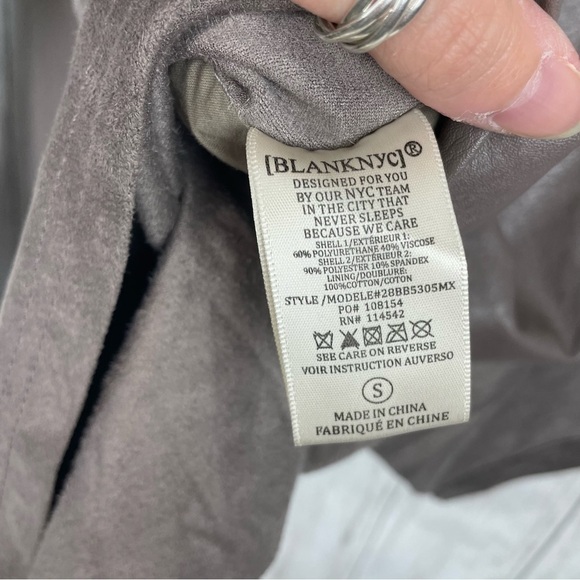 [BLANKNYC]®
DESIGNED FOR YOU
BY OUR NYC TEAM
IN THE CITY THAT
NEVER SLEEPS
BECAUSE WE CARE
SHELL 1/EXTÉRIEUR 1:
60% POLYURETHANE 40% VISCOSE
SHELL 2/EXTÉRIEUR 2:
90% POLYESTER 10% SPANDEX
LINING/DOUBLURE:
100%COTTON/COTON
STYLE /MODELE#28BB5305MX
PO# 108154
RN# 114542
SEE CARE ON REVERSE
VOIR INSTRUCTION AUVERSO
S
MADE IN CHINA
FABRIQUÉ EN CHINE